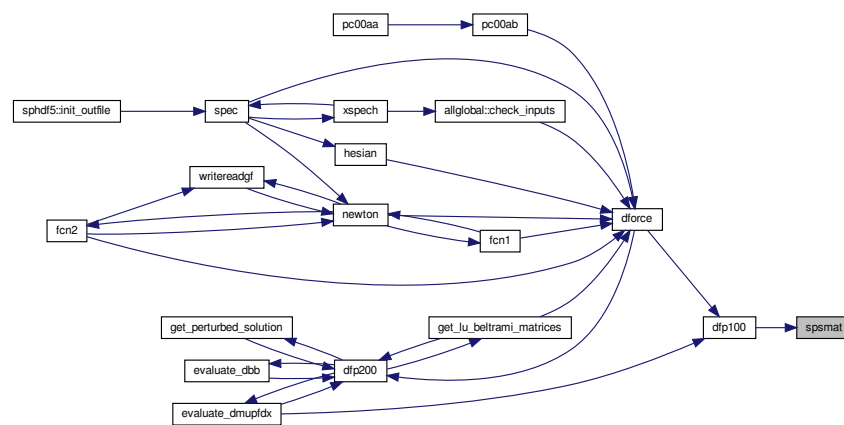 pc00aa
pc00ab
sphdf5::init_outfile
spec
xspech
allglobal::check_inputs
hesian
writereadgf
newton
dforce
fcn2
fcn1
get_perturbed_solution
get_lu_beltrami_matrices
dfp100
spsmat
evaluate_dbb
dfp200
evaluate_dmupfdx